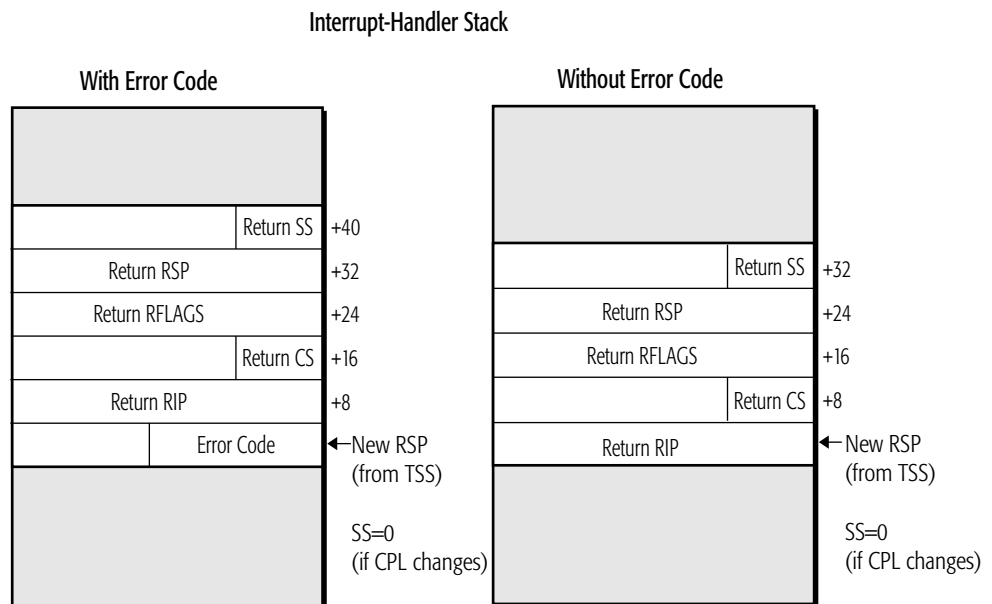 Interrupt-Handler Stack
With Error Code
Return SS +40
Return RSP +32
Return RFLAGS +24
Return CS +16
Return RIP +8
Error Code New RSP
(from TSS)
SS=0
(if CPL changes)
Without Error Code
Return SS +32
Return RSP +24
Return RFLAGS +16
Return CS +8
Return RIP New RSP
(from TSS)
SS=0
(if CPL changes)